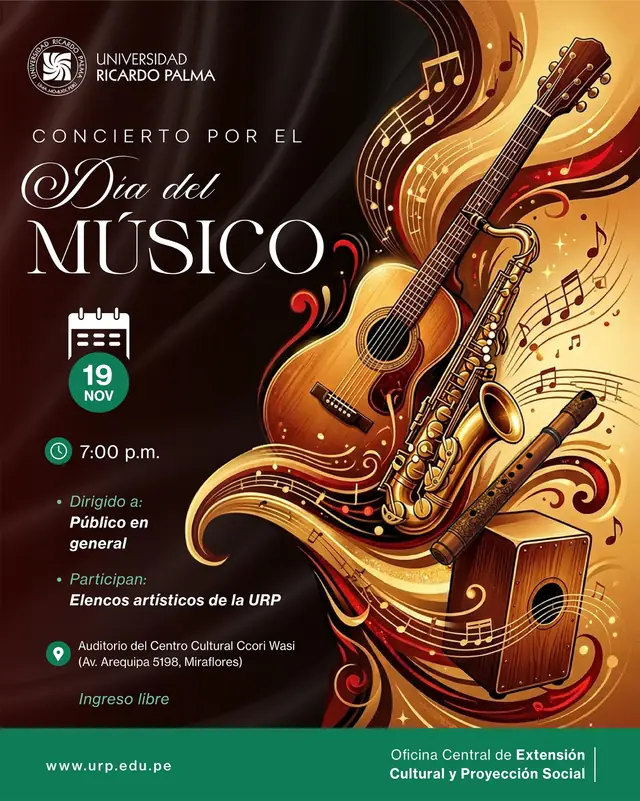 UNIVERSIDAD
RICARDO PALMA
CONCIERTO POR EL
Día del
MÚSICO
19
NOV
7:00 p.m.
• Dirigido a:
Público en
general
• Participan:
Elencos artísticos de la URP
Auditorio del Centro Cultural Ccori Wasi
(Av. Arequipa 5198, Miraflores)
Ingreso libre
www.urp.edu.pe
Oficina Central de Extensión
Cultural y Proyección Social